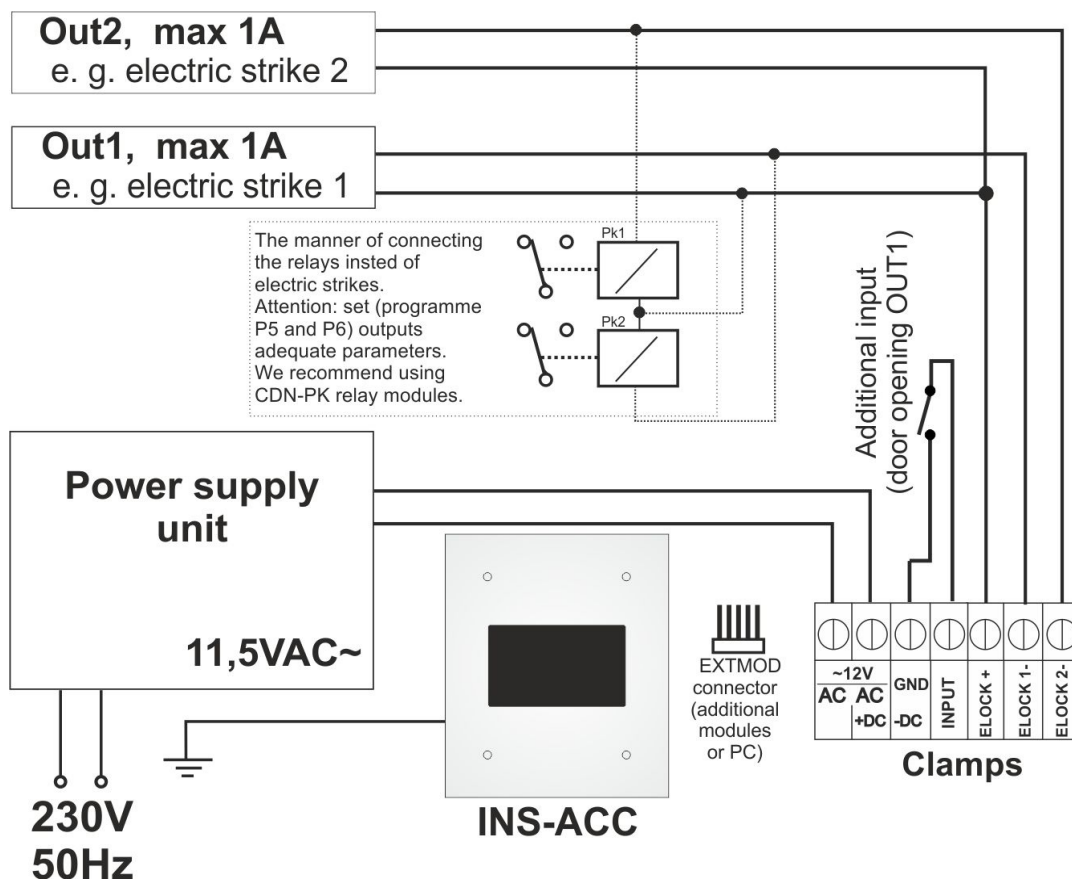 Out2, max 1A
e. g. electric strike 2
Out1, max 1A
e. g. electric strike 1
The manner of connecting
the relays insted of
electric strikes.
Attention: set (programme
P5 and P6) outputs
adequate parameters.
We recommend using
CDN-PK relay modules.
Pk1
Pk2
Additional input
(door opening OUT1)
Power supply
unit
11,5VAC~
230V
50Hz
INS-ACC
EXTMOD
connector
(additional
modules
or PC)
~12V
AC AC
+DC
GND
-DC
INPUT
ELOCK +
ELOCK 1-
ELOCK 2-
Clamps